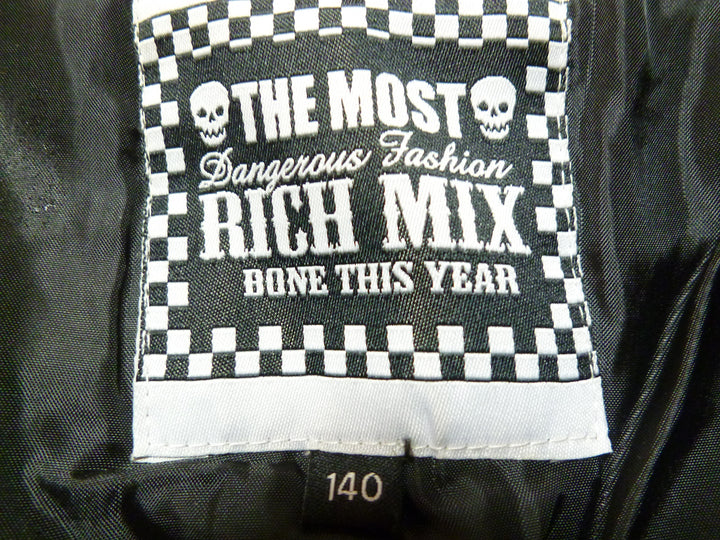 THE MOST
Dangerous Fashion
RICH MIX
BONE THIS YEAR
140